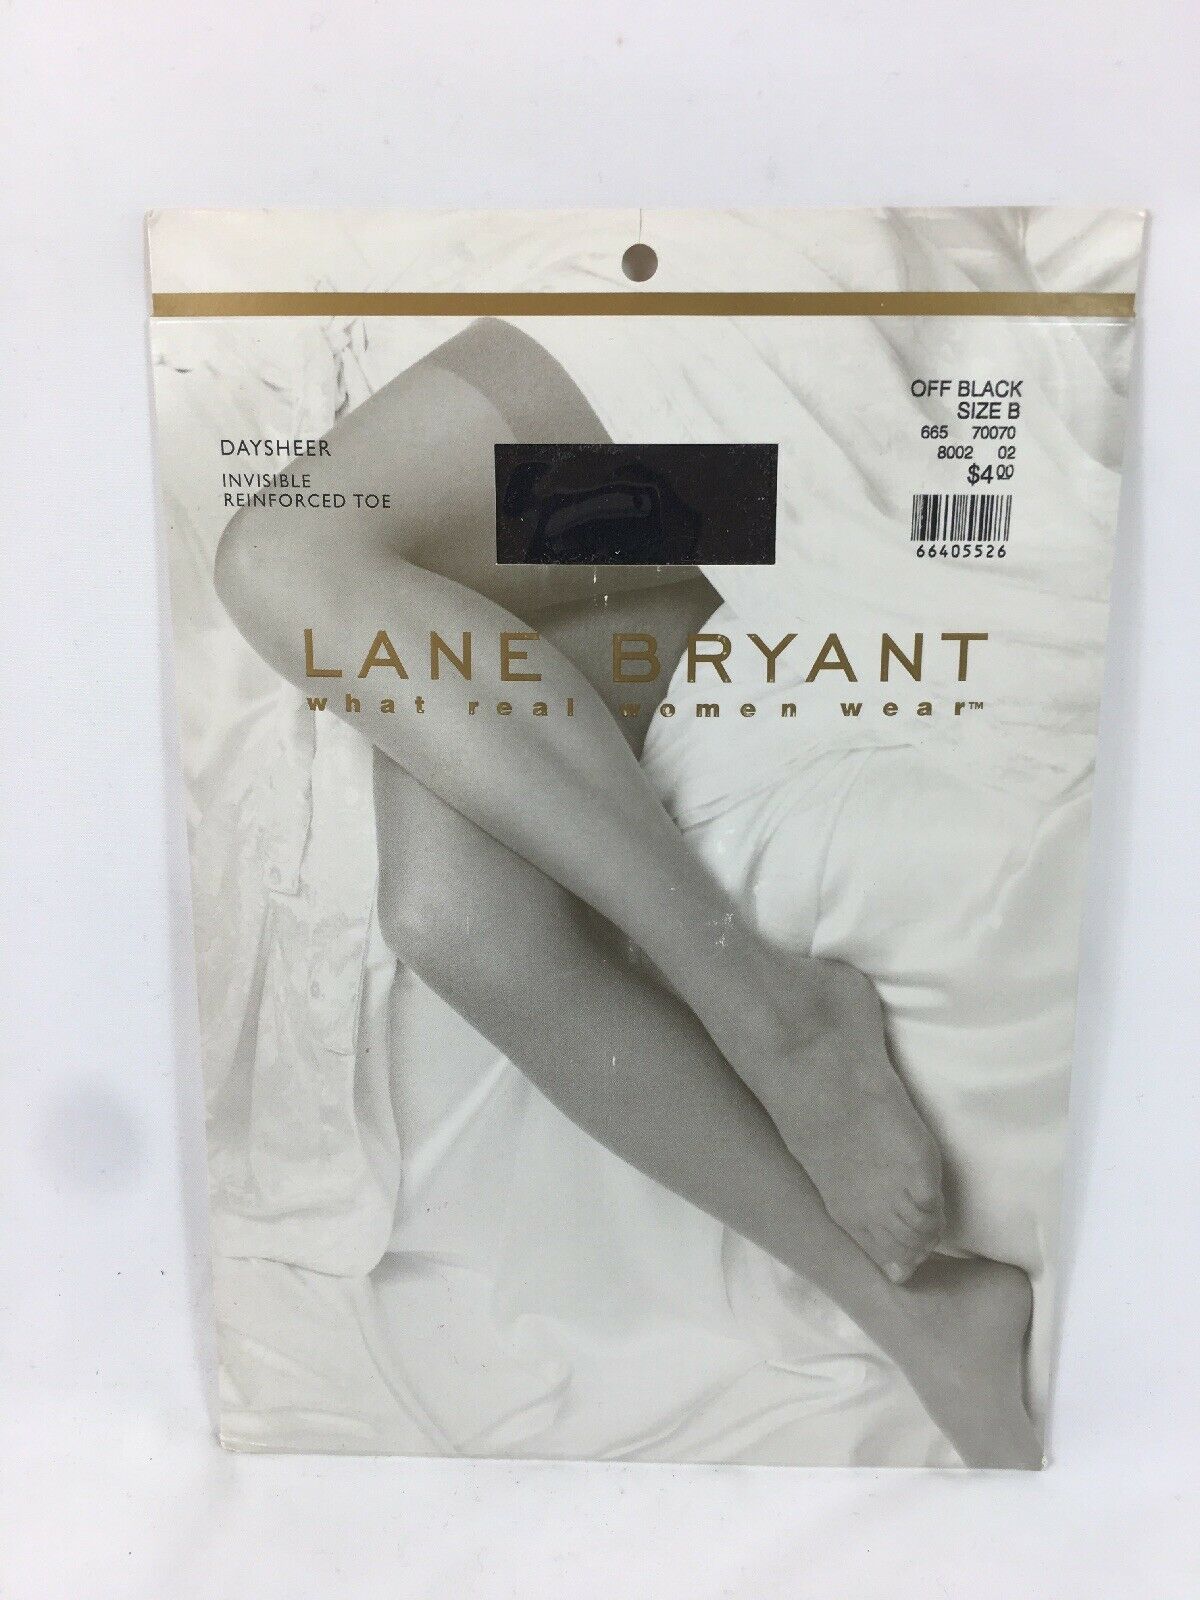 DAYSHEER
INVISIBLE
REINFORCED TOE
OFF BLACK
SIZE B
665 70070
8002 02
$4.00
66405526
LANE BRYANT
what real women wear™